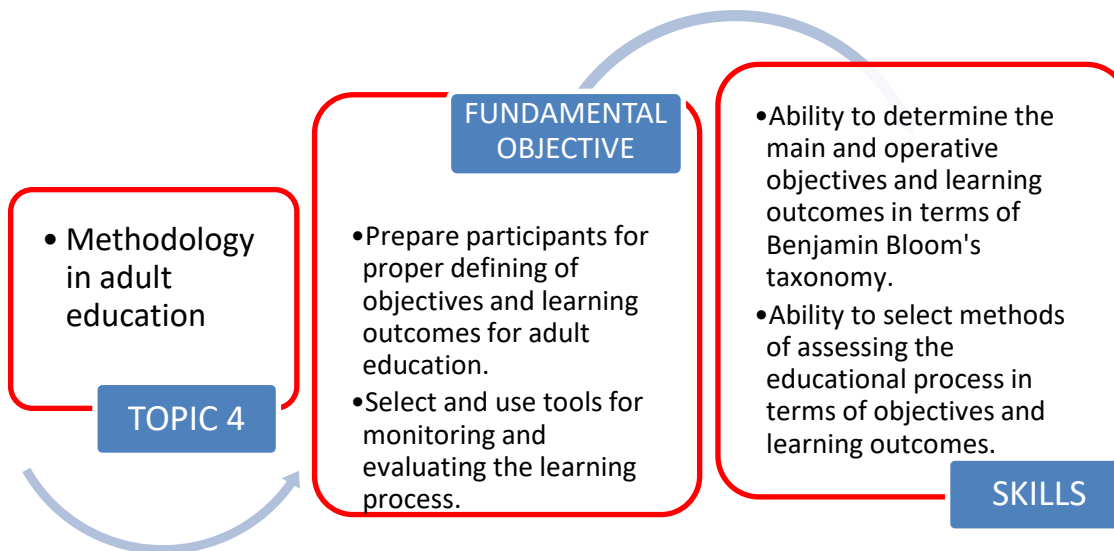 • Methodology
in adult
education
TOPIC 4
FUNDAMENTAL
OBJECTIVE
•Prepare participants for
proper defining of
objectives and learning
outcomes for adult
education.
•Select and use tools for
monitoring and
evaluating the learning
process.
•Ability to determine the
main and operative
objectives and learning
outcomes in terms of
Benjamin Bloom's
taxonomy.
•Ability to select methods
of assessing the
educational process in
terms of objectives and
learning outcomes.
SKILLS